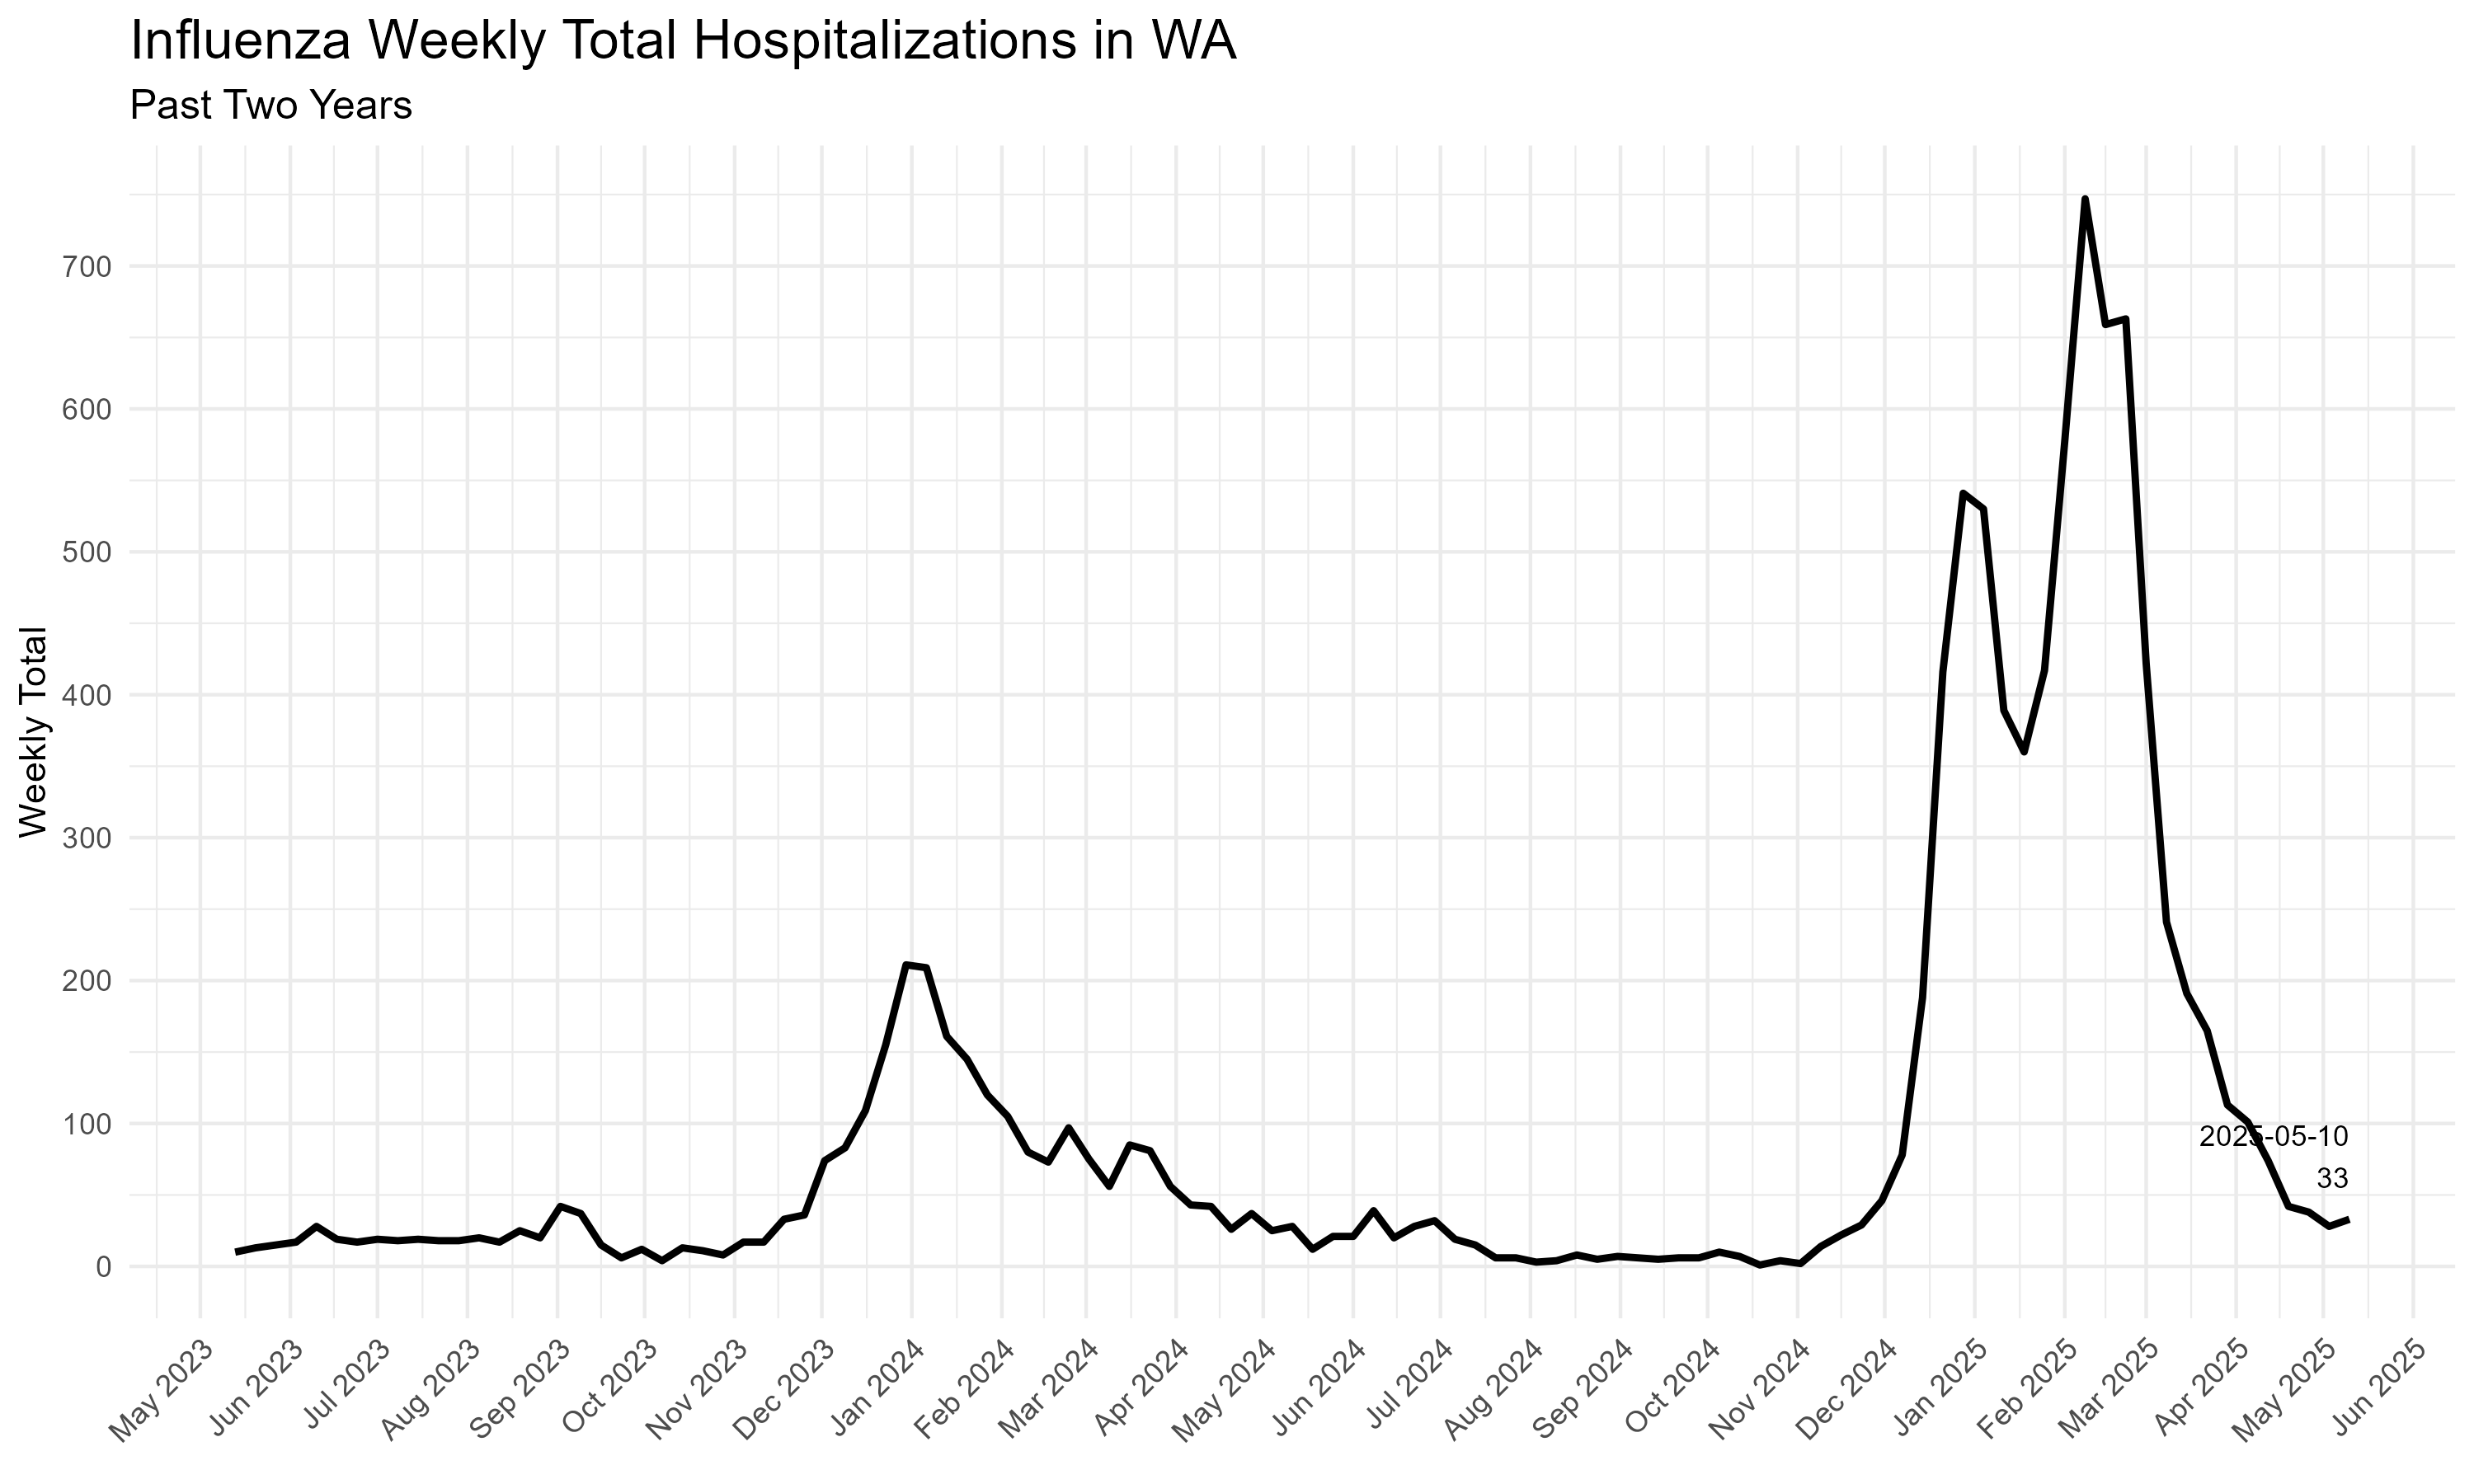 Influenza Weekly Total Hospitalizations in WA
Past Two Years
Weekly Total
700
600
500
400
300
200
100
0
2025-05-10
33
May 2023
Jun 2023
Jul 2023
Aug 2023
Sep 2023
Oct 2023
Nov 2023
Dec 2023
Jan 2024
Feb 2024
Mar 2024
Apr 2024
May 2024
Jun 2024
Jul 2024
Aug 2024
Sep 2024
Oct 2024
Nov 2024
Dec 2024
Jan 2025
Feb 2025
Mar 2025
Apr 2025
May 2025
Jun 2025